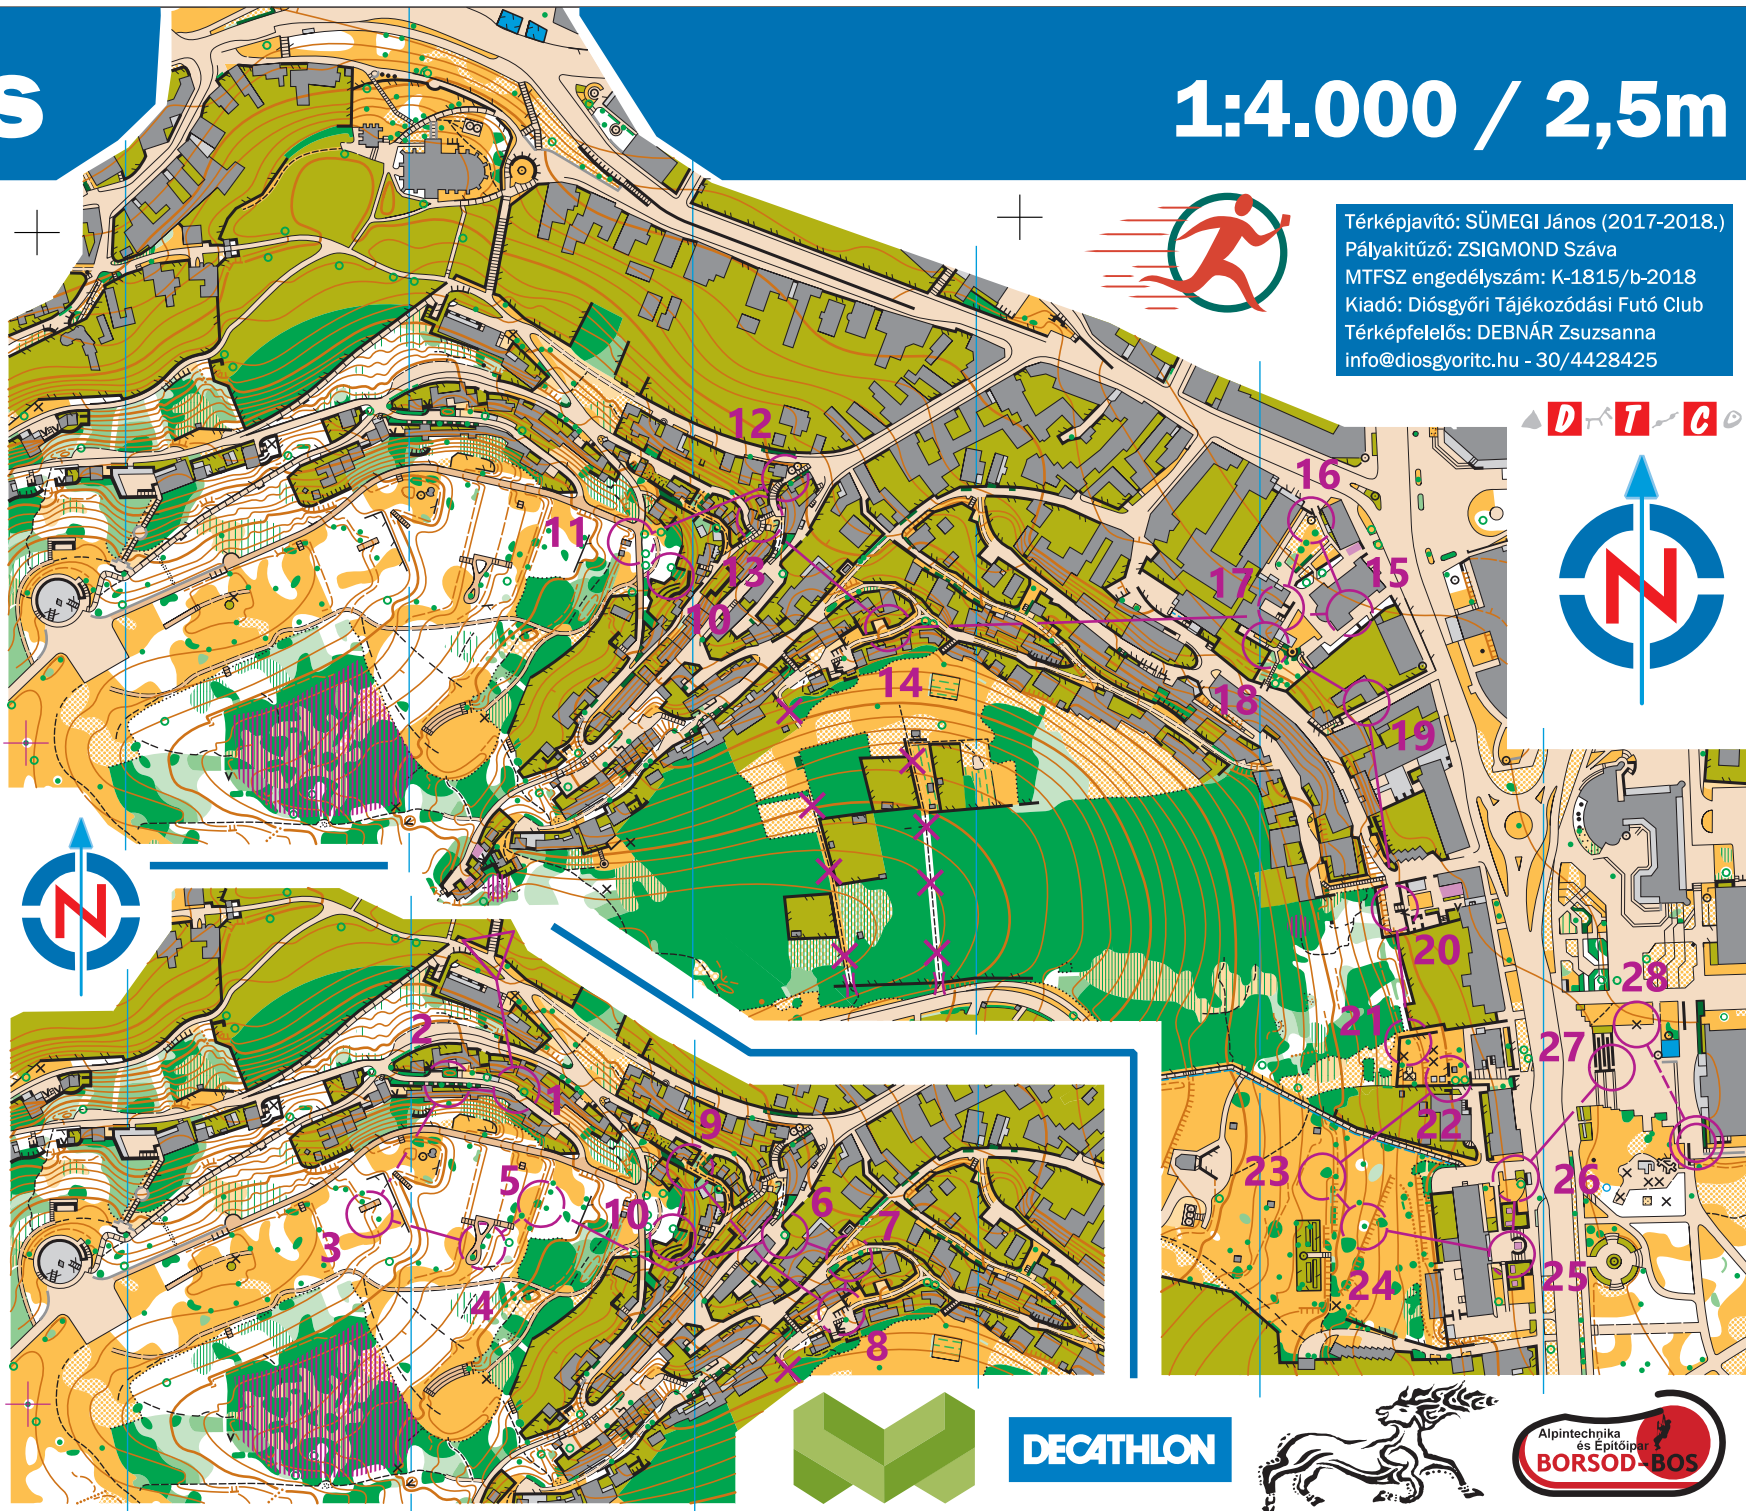 s
1:4.000 / 2,5m
Térképjavító: SÜMEGI János (2017-2018.)
Pályakitűző: ZSIGMOND Száva
MTFSZ engedélyszám: K-1815/b-2018
Kiadó: Diósgyőri Tájékozódási Futó Club
Térképfelelős: DEBNÁR Zsuzsanna
info@diosgyoritc.hu - 30/4428425
D T C
N
12
16
11
13
10
17
15
14
18
19
N
20
28
21
27
22
2
1
9
5
10
6
7
3
4
8
23
26
24
25
DECATHLON
Alpintechnika
és Építőipar
BORSOD-BOS